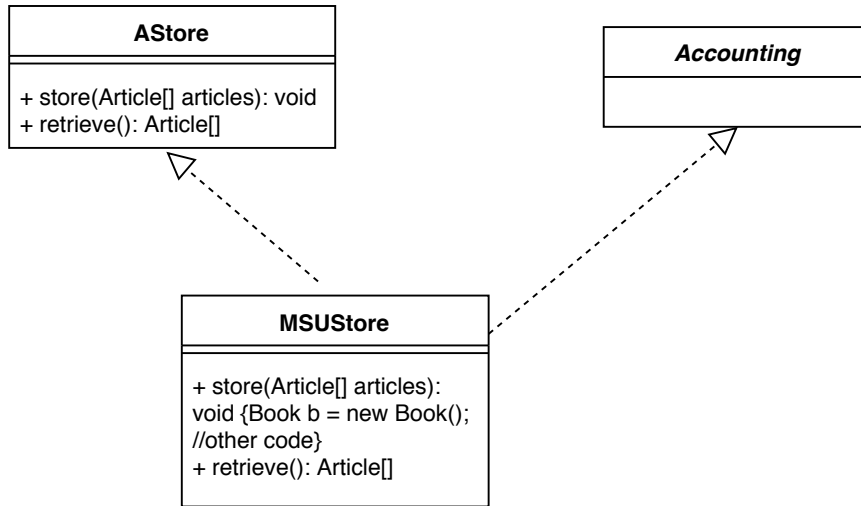 AStore
+ store(Article[] articles): void
+ retrieve(): Article[]
Accounting
MSUStore
+ store(Article[] articles):
void {Book b = new Book();
//other code}
+ retrieve(): Article[]